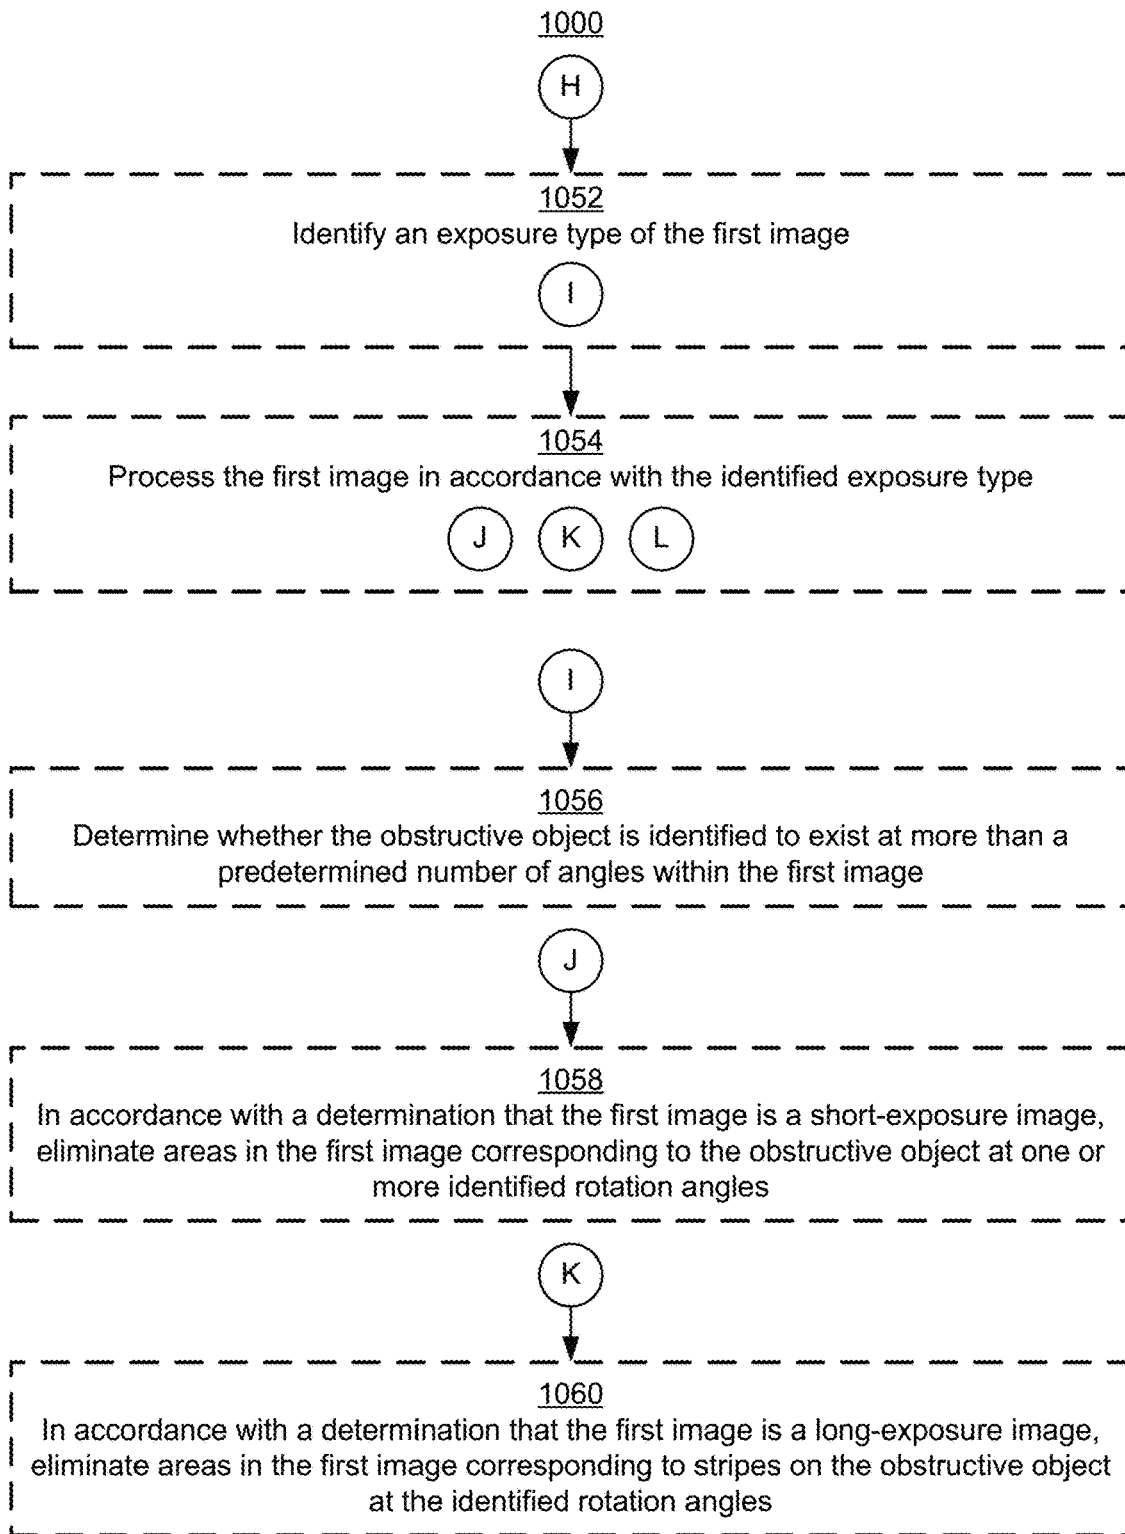 1000
H
1052
Identify an exposure type of the first image
I
1054
Process the first image in accordance with the identified exposure type
J K L
I
1056
Determine whether the obstructive object is identified to exist at more than a
predetermined number of angles within the first image
J
1058
In accordance with a determination that the first image is a short-exposure image,
eliminate areas in the first image corresponding to the obstructive object at one or
more identified rotation angles
K
1060
In accordance with a determination that the first image is a long-exposure image,
eliminate areas in the first image corresponding to stripes on the obstructive object
at the identified rotation angles